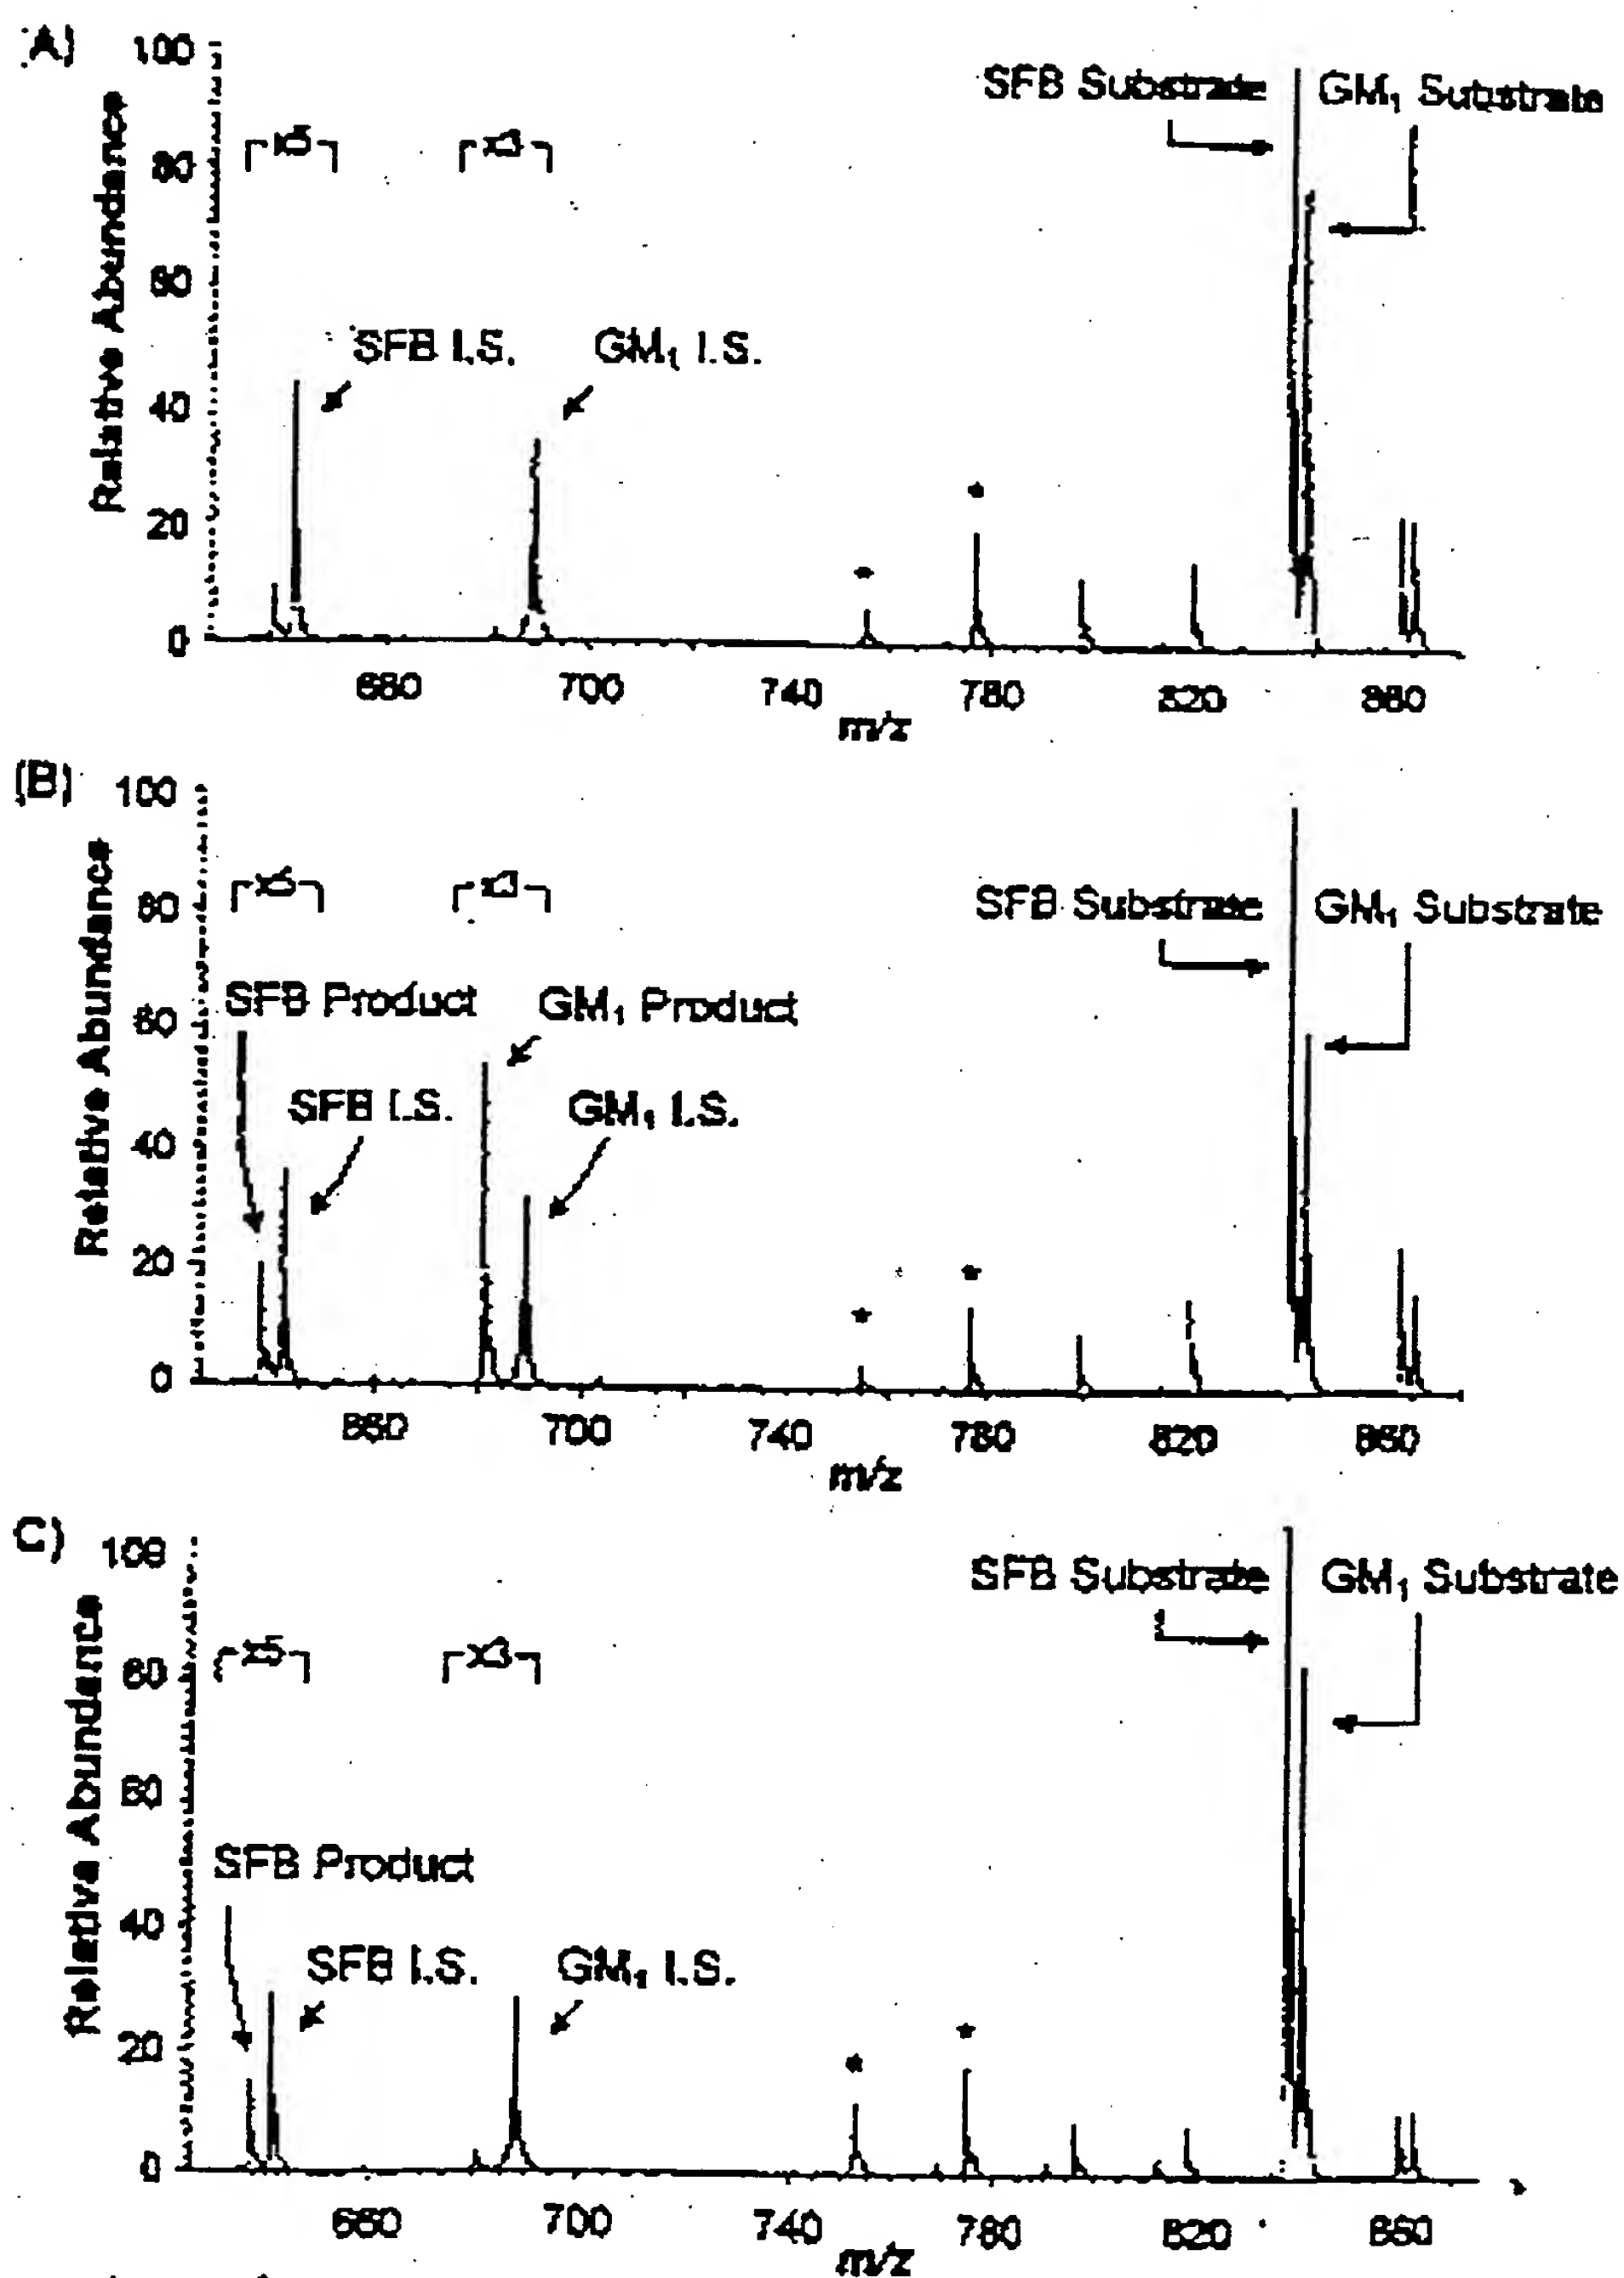 (A)
100
80
60
40
20
0
Relative Abundance
x5
x3
SFB Substrate
GM₁ Substrate
SFB I.S.
GM₁ I.S.
*
*
660
700
740
780
820
860
m/z
(B)
100
80
60
40
20
0
Relative Abundance
x5
x3
SFB Substrate
GM₁ Substrate
SFB Product
GM₁ Product
SFB I.S.
GM₁ I.S.
*
*
660
700
740
780
820
860
m/z
C)
100
80
60
40
20
0
Relative Abundance
x5
x3
SFB Substrate
GM₁ Substrate
SFB Product
SFB I.S.
GM₁ I.S.
*
*
660
700
740
780
820
860
m/z